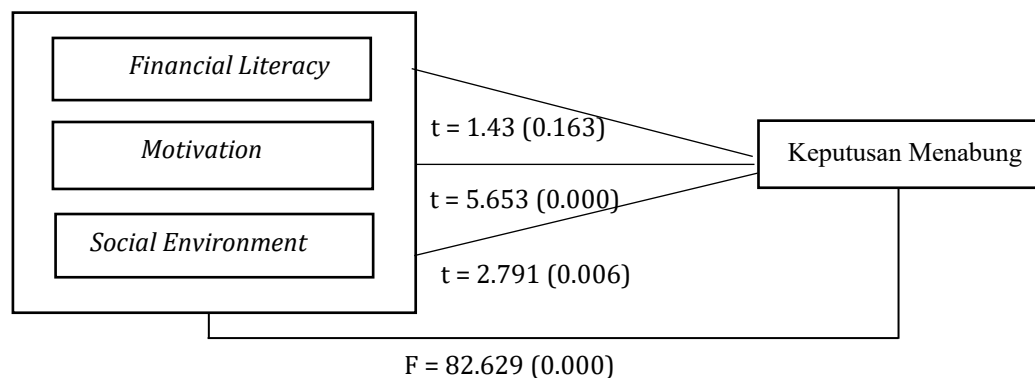 Financial Literacy
t = 1.43 (0.163)
Motivation
Keputusan Menabung
t = 5.653 (0.000)
Social Environment
t = 2.791 (0.006)
F = 82.629 (0.000)